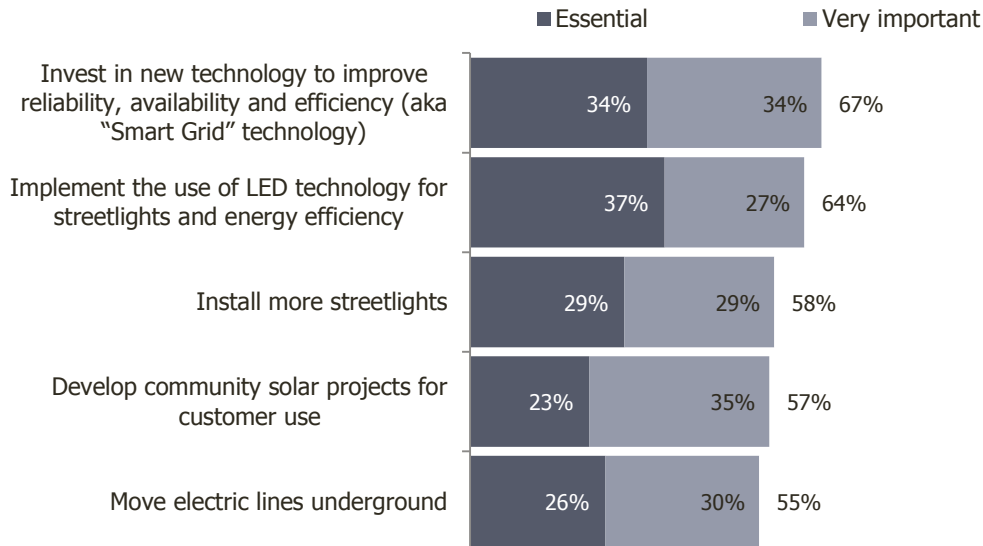 Essential Very important
Invest in new technology to improve
reliability, availability and efficiency (aka
“Smart Grid” technology)
34% 34% 67%
Implement the use of LED technology for
streetlights and energy efficiency
37% 27% 64%
Install more streetlights
29% 29% 58%
Develop community solar projects for
customer use
23% 35% 57%
Move electric lines underground
26% 30% 55%